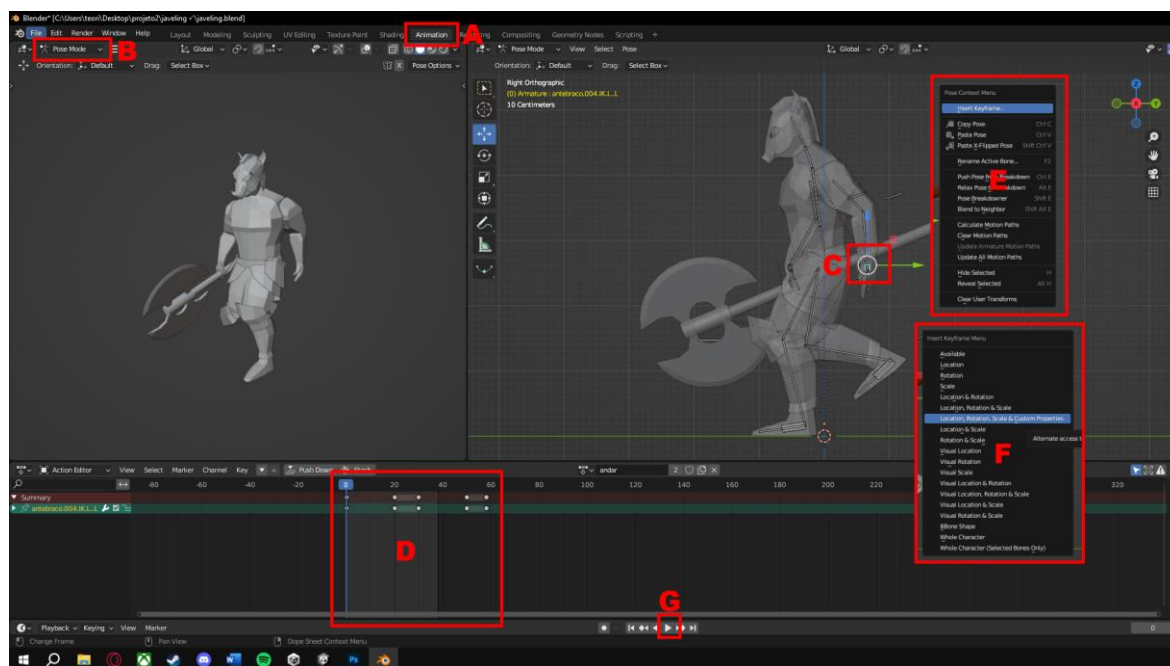 Blender* [C:\Users\teori\Desktop\projeto2\javeling ✓'\javeling.blend]
File Edit Render Window Help Layout Modeling Sculpting UV Editing Texture Paint Shading Animation Compositing Geometry Nodes Scripting +
A
Pose Mode
B
Global
Pose Mode View Select Pose
Global
Orientation: Default Drag: Select Box
X Pose Options
Orientation: Default Drag: Select Box
Right Orthographic
(0) Armature : antebraco.004.IK.L..L
10 Centimeters
Z
X
Pose Context Menu
Insert Keyframe...
Copy Pose Ctrl C
Paste Pose Ctrl V
Paste X-Flipped Pose Shift Ctrl V
Rename Active Bone... F2
Push Pose from Breakdown Ctrl E
Relax Pose to Breakdown Alt E
Pose Breakdowner Shift E
Blend to Neighbor Shift Alt E
Calculate Motion Paths
Clear Motion Paths
Update Armature Motion Paths
Update All Motion Paths
Hide Selected H
Reveal Selected Alt H
Clear User Transforms
E
C
Insert Keyframe Menu
Available
Location
Rotation
Scale
Location & Rotation
Location, Rotation & Scale
Location, Rotation, Scale & Custom Properties
Location & Scale
Rotation & Scale
Alternate access t
Visual Location
Visual Rotation
Visual Scale
Visual Location & Rotation
Visual Location, Rotation & Scale
Visual Location & Scale
Visual Rotation & Scale
BBone Shape
Whole Character
Whole Character (Selected Bones Only)
F
Action Editor View Select Marker Channel Key Push Down Stash
andar 2
-80 -60 -40 -20 0 20 40 60 80 100 120 140 160 180 200 220 320
Summary
antebraco.004.IK.L..L
D
G
Playback Keying View Marker
0
Change Frame Pan View Dope Sheet Context Menu